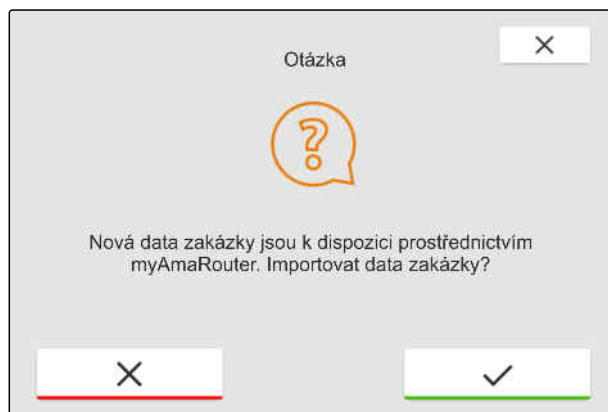 Otázka
Nová data zakázky jsou k dispozici prostřednictvím
myAmaRouter. Importovat data zakázky?